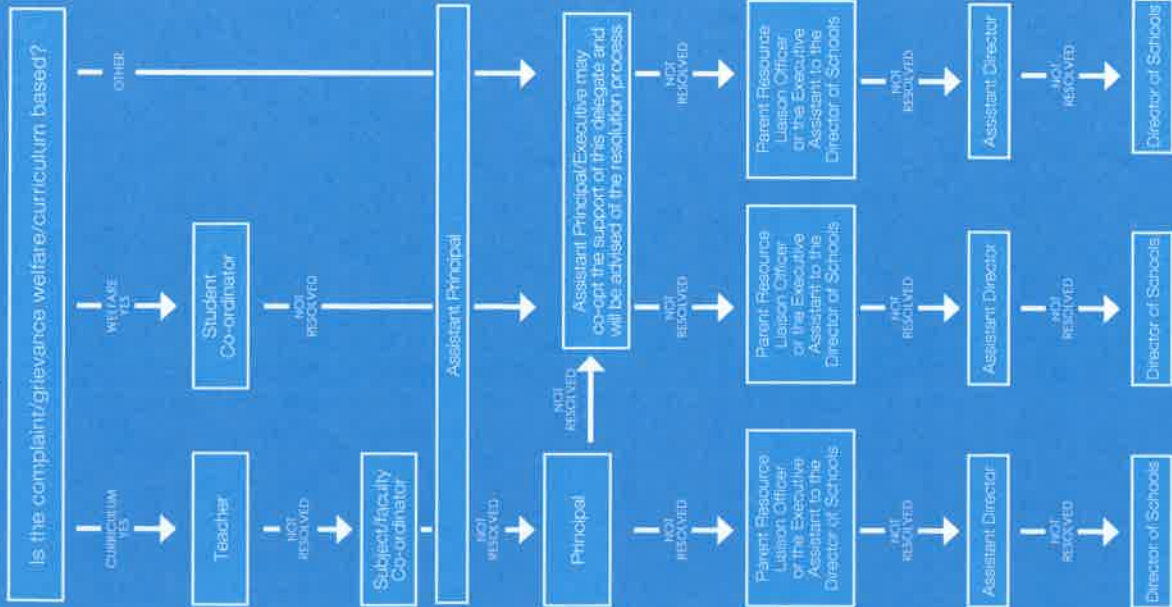 Is the complaint/grievance welfare/curriculum based?
CURRICULUM
YES
WELFARE
YES
OTHER
Teacher
Student
Co-ordinator
NOT
RESOLVED
NOT
RESOLVED
Subject/faculty
Co-ordinator
Assistant Principal
NOT
RESOLVED
Principal
NOT
RESOLVED
Assistant Principal/Executive may
co-opt the support of this delegate and
will be advised of the resolution process
NOT
RESOLVED
NOT
RESOLVED
NOT
RESOLVED
Parent Resource
Liaison Officer
or the Executive
Assistant to the
Director of Schools
Parent Resource
Liaison Officer
or the Executive
Assistant to the
Director of Schools
Parent Resource
Liaison Officer
or the Executive
Assistant to the
Director of Schools
NOT
RESOLVED
NOT
RESOLVED
NOT
RESOLVED
Assistant Director
Assistant Director
Assistant Director
NOT
RESOLVED
NOT
RESOLVED
NOT
RESOLVED
Director of Schools
Director of Schools
Director of Schools